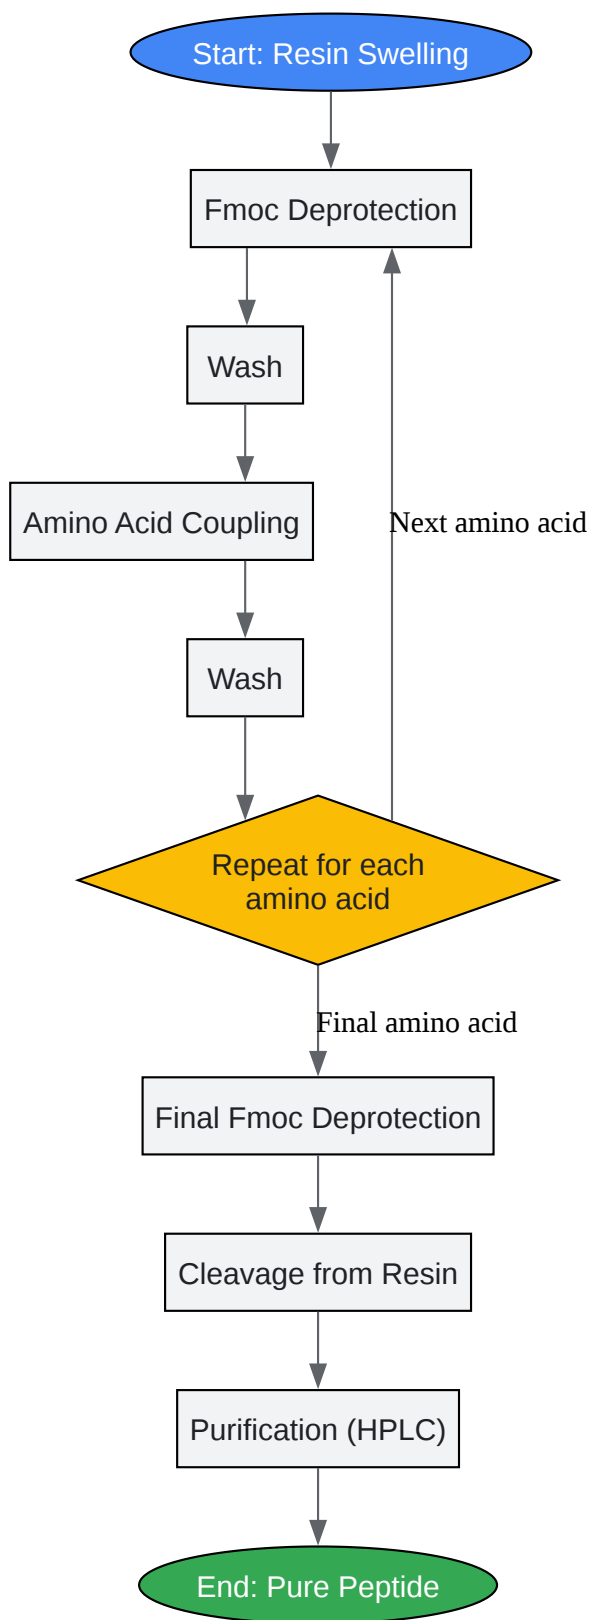 Start: Resin Swelling
Fmoc Deprotection
Wash
Amino Acid Coupling
Next amino acid
Wash
Repeat for each
amino acid
Final amino acid
Final Fmoc Deprotection
Cleavage from Resin
Purification (HPLC)
End: Pure Peptide